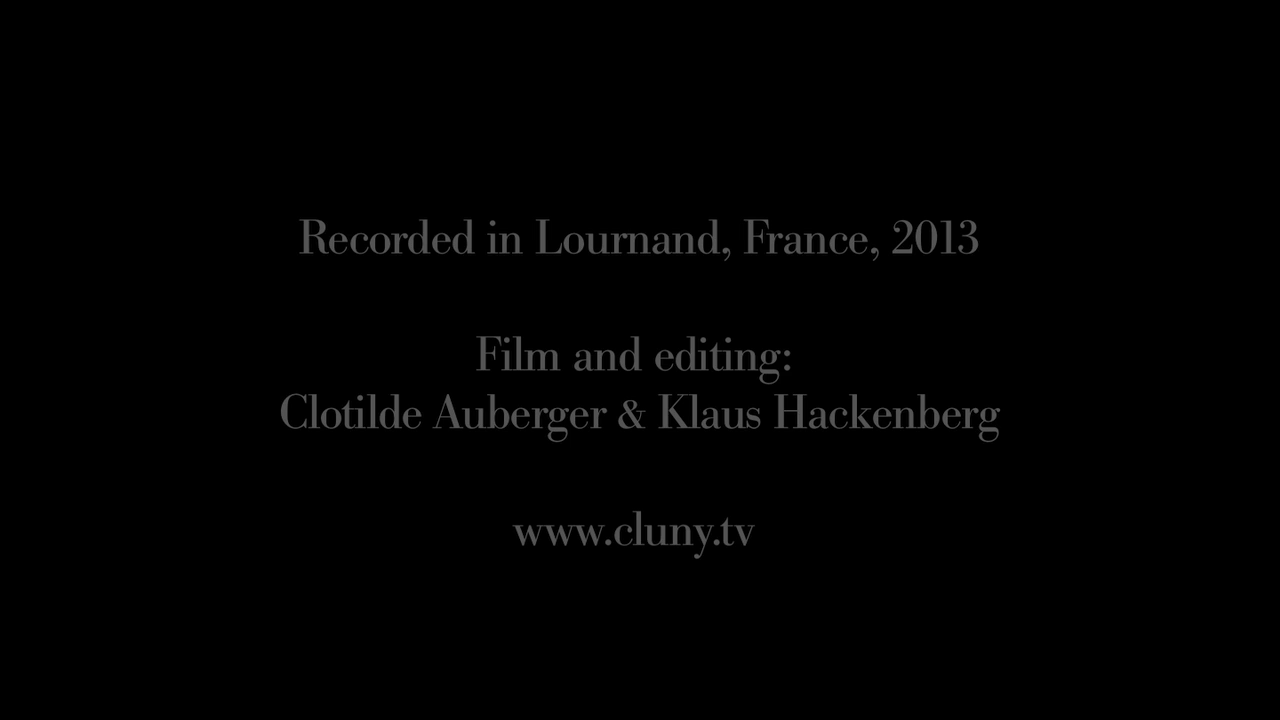 Recorded in Lournand, France, 2013
Film and editing:
Clotilde Auberger & Klaus Hackenberg
www.cluny.tv